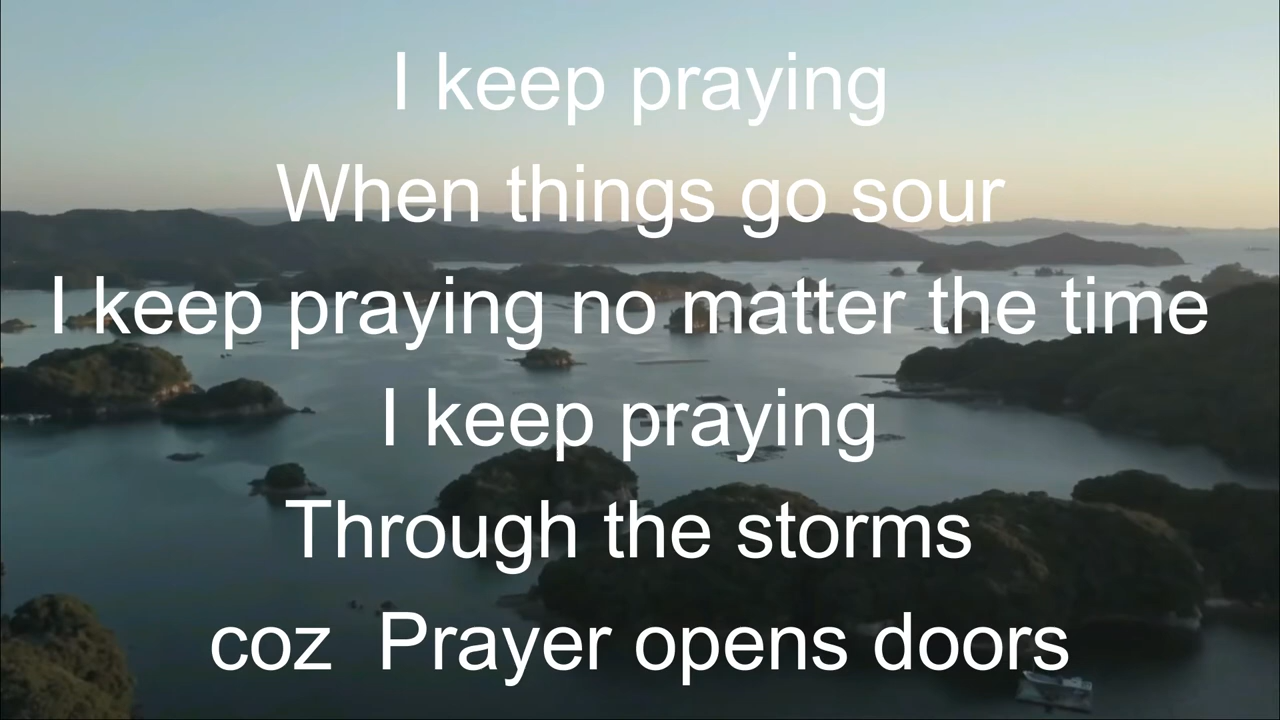 I keep praying
When things go sour
I keep praying no matter the time
I keep praying
Through the storms
coz  Prayer opens doors